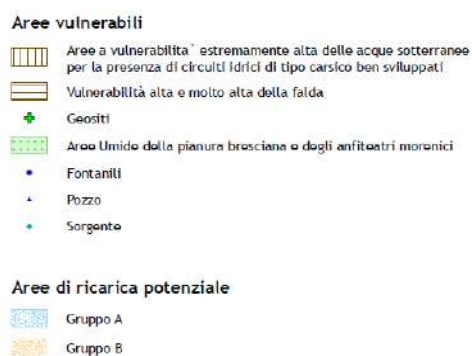 Aree vulnerabili
Aree a vulnerabilita` estremamente alta delle acque sotterranee
per la presenza di circuiti idrici di tipo carsico ben sviluppati
Vulnerabilità alta e molto alta della falda
Geositi
Aree Umide della pianura bresciana e degli anfiteatri morenici
Fontanili
Pozzo
Sorgente
Aree di ricarica potenziale
Gruppo A
Gruppo B